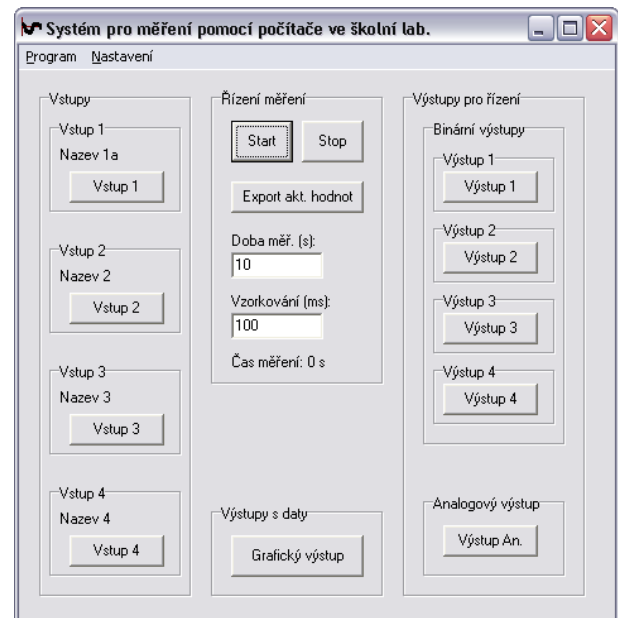 Systém pro měření pomocí počítače ve školní lab.
Program Nastavení
Vstupy
Vstup 1
Nazev 1a
Vstup 1
Vstup 2
Nazev 2
Vstup 2
Vstup 3
Nazev 3
Vstup 3
Vstup 4
Nazev 4
Vstup 4
Řízení měření
Start Stop
Export akt. hodnot
Doba měř. (s):
10
Vzorkování (ms):
100
Čas měření: 0 s
Výstupy s daty
Grafický výstup
Výstupy pro řízení
Binární výstupy
Výstup 1
Výstup 1
Výstup 2
Výstup 2
Výstup 3
Výstup 3
Výstup 4
Výstup 4
Analogový výstup
Výstup An.